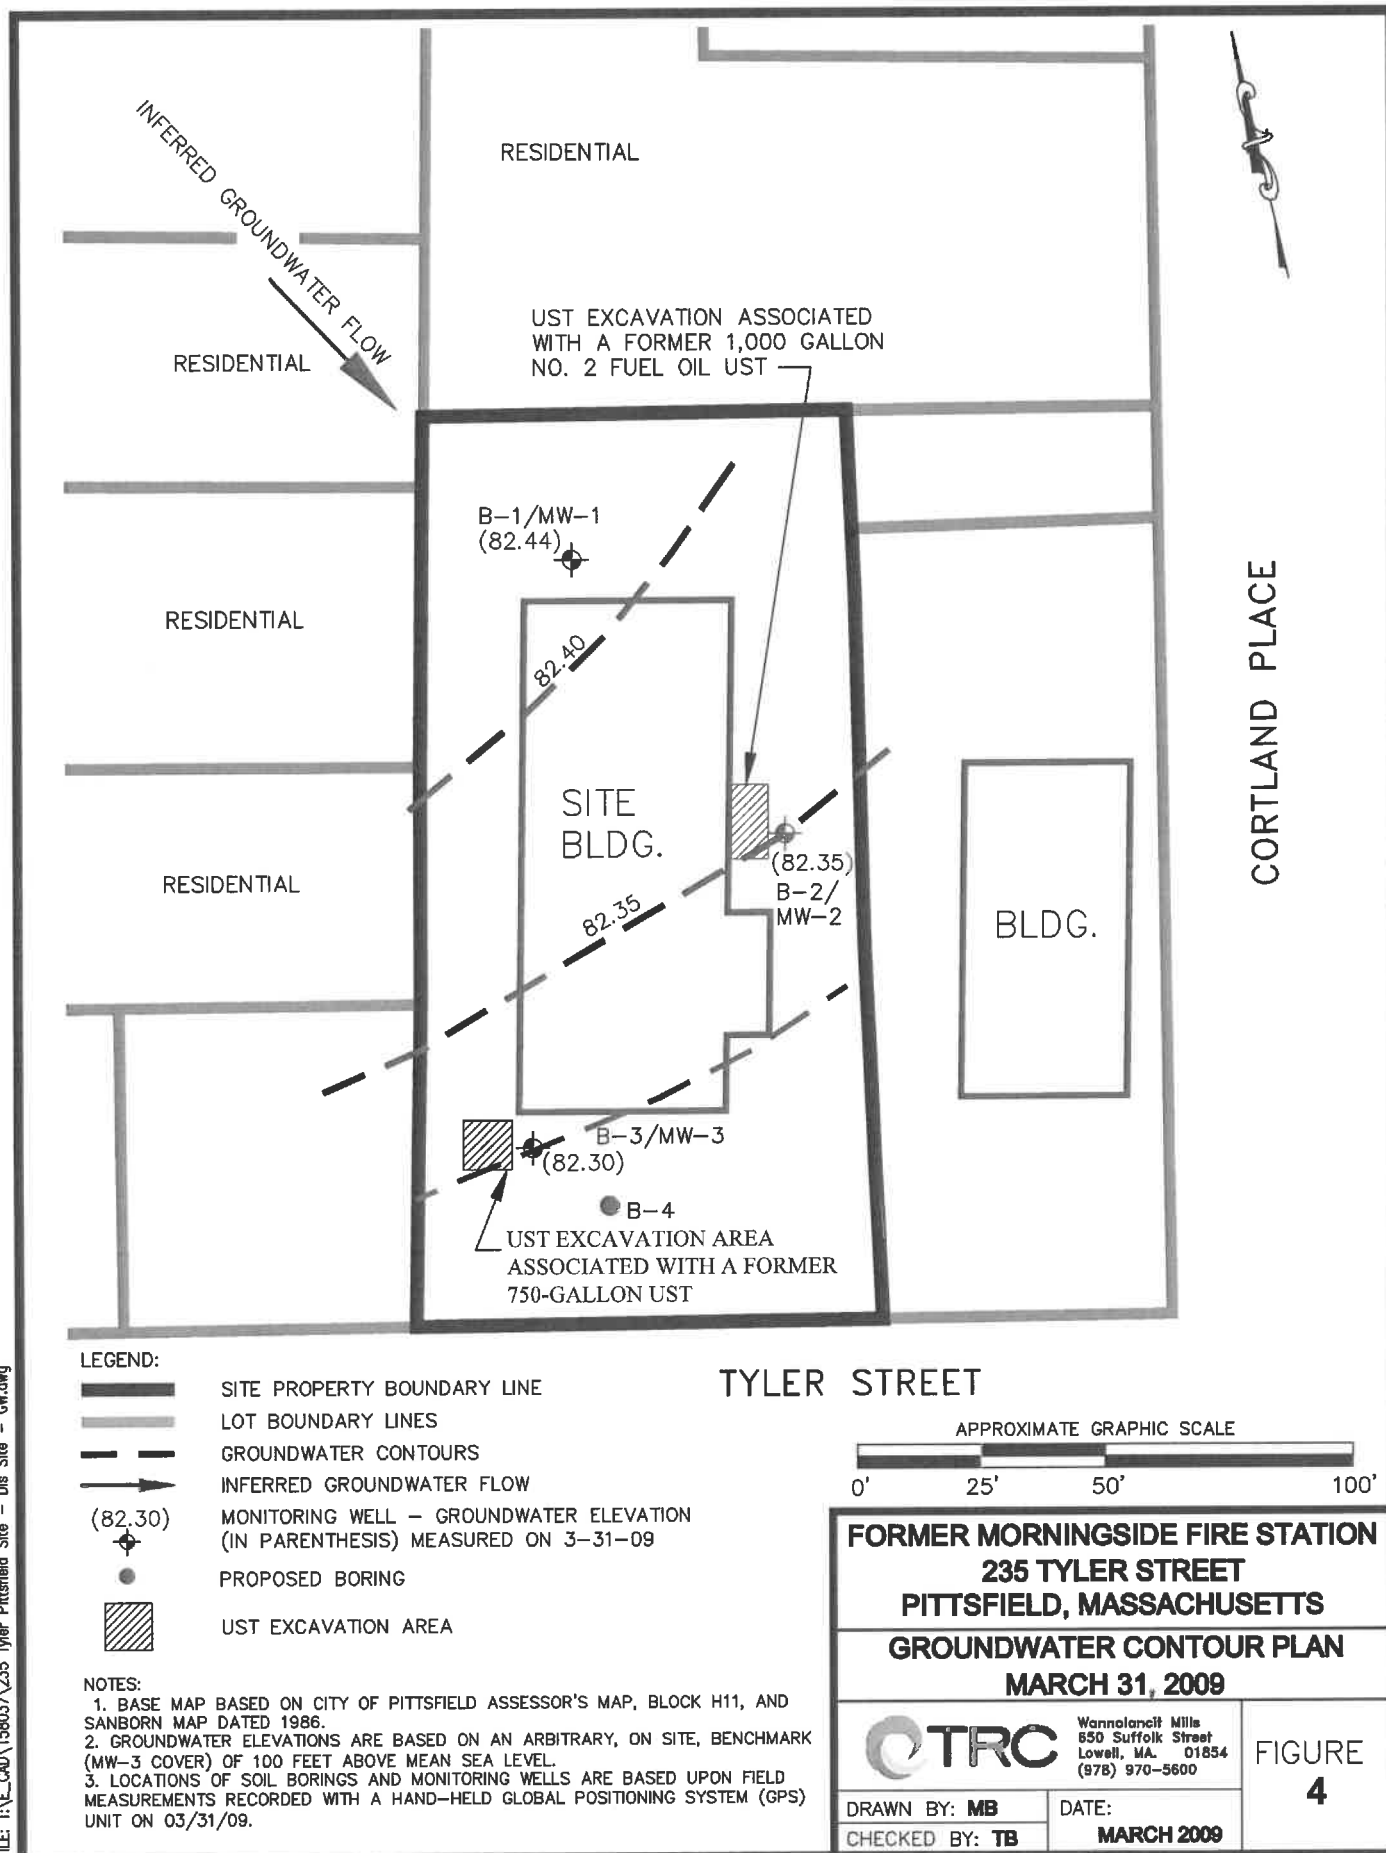 INFERRED GROUNDWATER FLOW
RESIDENTIAL
UST EXCAVATION ASSOCIATED
WITH A FORMER 1,000 GALLON
NO. 2 FUEL OIL UST
RESIDENTIAL
B-1/MW-1
(82.44)
RESIDENTIAL
82.40
CORTLAND PLACE
SITE
BLDG.
(82.35)
B-2/
MW-2
RESIDENTIAL
82.35
BLDG.
B-3/MW-3
(82.30)
B-4
UST EXCAVATION AREA
ASSOCIATED WITH A FORMER
750-GALLON UST
TYLER STREET
LEGEND:
SITE PROPERTY BOUNDARY LINE
LOT BOUNDARY LINES
GROUNDWATER CONTOURS
INFERRED GROUNDWATER FLOW
(82.30)
MONITORING WELL – GROUNDWATER ELEVATION
(IN PARENTHESIS) MEASURED ON 3-31-09
PROPOSED BORING
UST EXCAVATION AREA
APPROXIMATE GRAPHIC SCALE
0' 25' 50' 100'
NOTES:
1. BASE MAP BASED ON CITY OF PITTSFIELD ASSESSOR'S MAP, BLOCK H11, AND
SANBORN MAP DATED 1986.
2. GROUNDWATER ELEVATIONS ARE BASED ON AN ARBITRARY, ON SITE, BENCHMARK
(MW-3 COVER) OF 100 FEET ABOVE MEAN SEA LEVEL.
3. LOCATIONS OF SOIL BORINGS AND MONITORING WELLS ARE BASED UPON FIELD
MEASUREMENTS RECORDED WITH A HAND-HELD GLOBAL POSITIONING SYSTEM (GPS)
UNIT ON 03/31/09.
FORMER MORNINGSIDE FIRE STATION
235 TYLER STREET
PITTSFIELD, MASSACHUSETTS
GROUNDWATER CONTOUR PLAN
MARCH 31, 2009
TRC
Wannalancit Mills
650 Suffolk Street
Lowell, MA. 01854
(978) 970-5600
FIGURE
4
DRAWN BY: MB
DATE:
MARCH 2009
CHECKED BY: TB
235 Tyler Pittsfield Site - Dis Site - GW.dwg